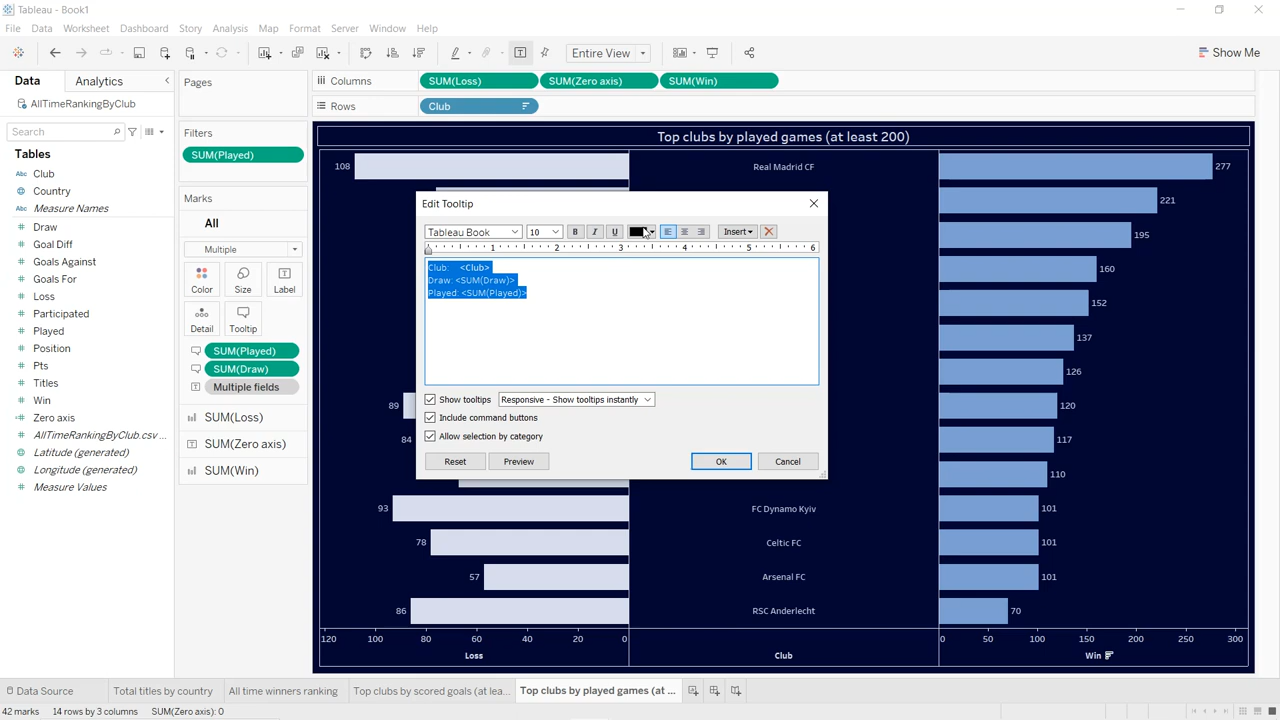 Tableau - Book1
File Data Worksheet Dashboard Story Analysis Map Format Server Window Help
Entire View
Show Me
Data Analytics
AllTimeRankingByClub
Search
Tables
Abc Club
Country
Abc Measure Names
Draw
Goal Diff
Goals Against
Goals For
Loss
Participated
Played
Position
Pts
Titles
Win
Zero axis
AllTimeRankingByClub.csv ...
Latitude (generated)
Longitude (generated)
Measure Values
Pages
Filters
SUM(Played)
Marks
All
Multiple
Color Size Label
Detail Tooltip
SUM(Played)
SUM(Draw)
Multiple fields
SUM(Loss)
SUM(Zero axis)
SUM(Win)
Columns SUM(Loss) SUM(Zero axis) SUM(Win)
Rows Club
Top clubs by played games (at least 200)
108 Real Madrid CF 277
221
195
160
152
137
126
89 120
84 117
110
93 FC Dynamo Kyiv 101
78 Celtic FC 101
57 Arsenal FC 101
86 RSC Anderlecht 70
120 100 80 60 40 20 0 0 50 100 150 200 250 300
Loss Club Win
Edit Tooltip
Tableau Book 10 B I U Insert
1 2 3 4 5 6
Club: <Club>
Draw: <SUM(Draw)>
Played: <SUM(Played)>
Show tooltips Responsive - Show tooltips instantly
Include command buttons
Allow selection by category
Reset Preview OK Cancel
Data Source Total titles by country All time winners ranking Top clubs by scored goals (at lea... Top clubs by played games (at ...
42 marks 14 rows by 3 columns SUM(Zero axis): 0